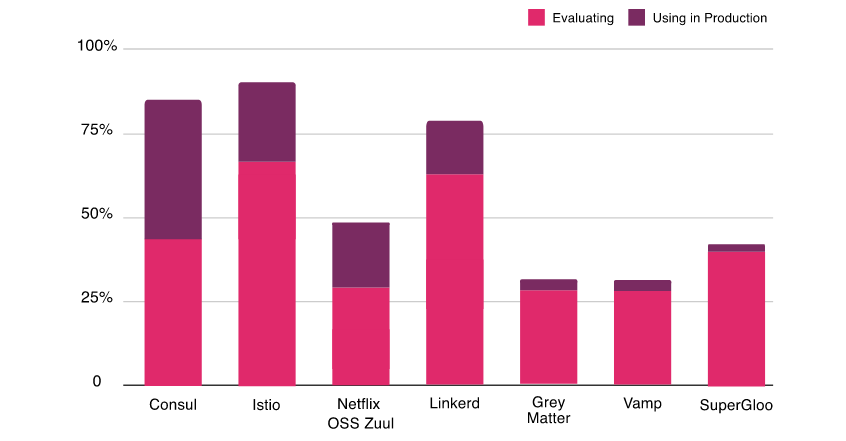 Evaluating
Using in Production
100%
75%
50%
25%
0
Consul
Istio
Netflix
OSS Zuul
Linkerd
Grey
Matter
Vamp
SuperGloo